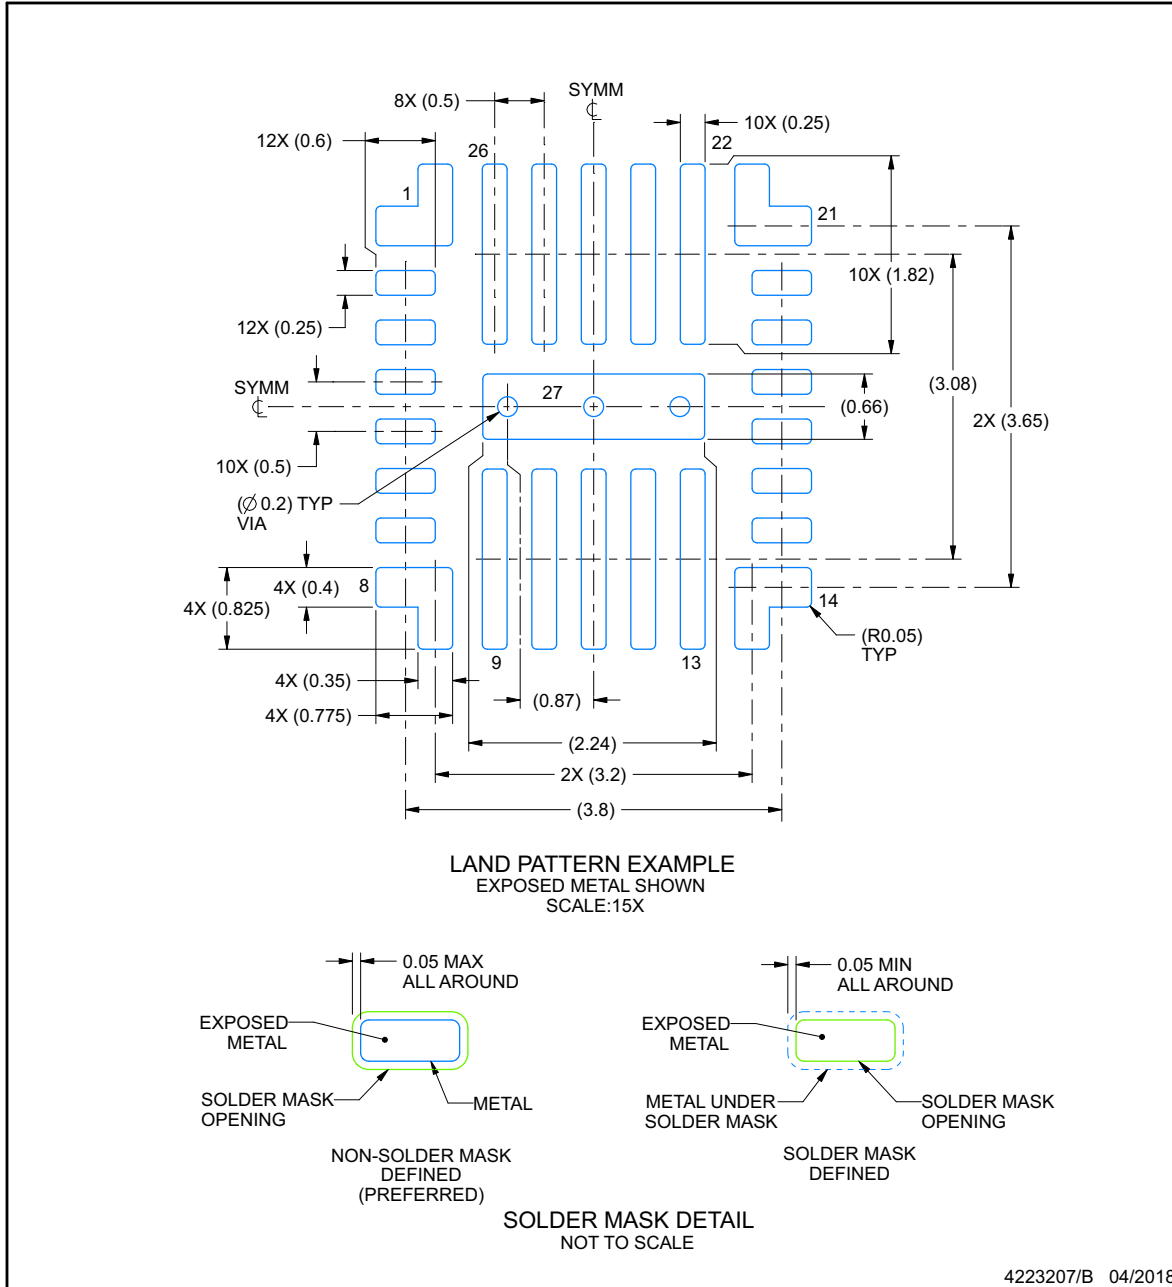 SYMM
℄
8X (0.5)
10X (0.25)
12X (0.6)
26
22
1
21
10X (1.82)
12X (0.25)
(3.08)
SYMM
℄
27
(0.66)
2X (3.65)
10X (0.5)
(∅ 0.2) TYP
VIA
4X (0.4)
8
4X (0.825)
14
(R0.05)
TYP
9
13
4X (0.35)
(0.87)
4X (0.775)
(2.24)
2X (3.2)
(3.8)
LAND PATTERN EXAMPLE
EXPOSED METAL SHOWN
SCALE:15X
0.05 MAX
ALL AROUND
EXPOSED
METAL
SOLDER MASK
OPENING
METAL
NON-SOLDER MASK
DEFINED
(PREFERRED)
0.05 MIN
ALL AROUND
EXPOSED
METAL
METAL UNDER
SOLDER MASK
SOLDER MASK
OPENING
SOLDER MASK
DEFINED
SOLDER MASK DETAIL
NOT TO SCALE
4223207/B 04/2018